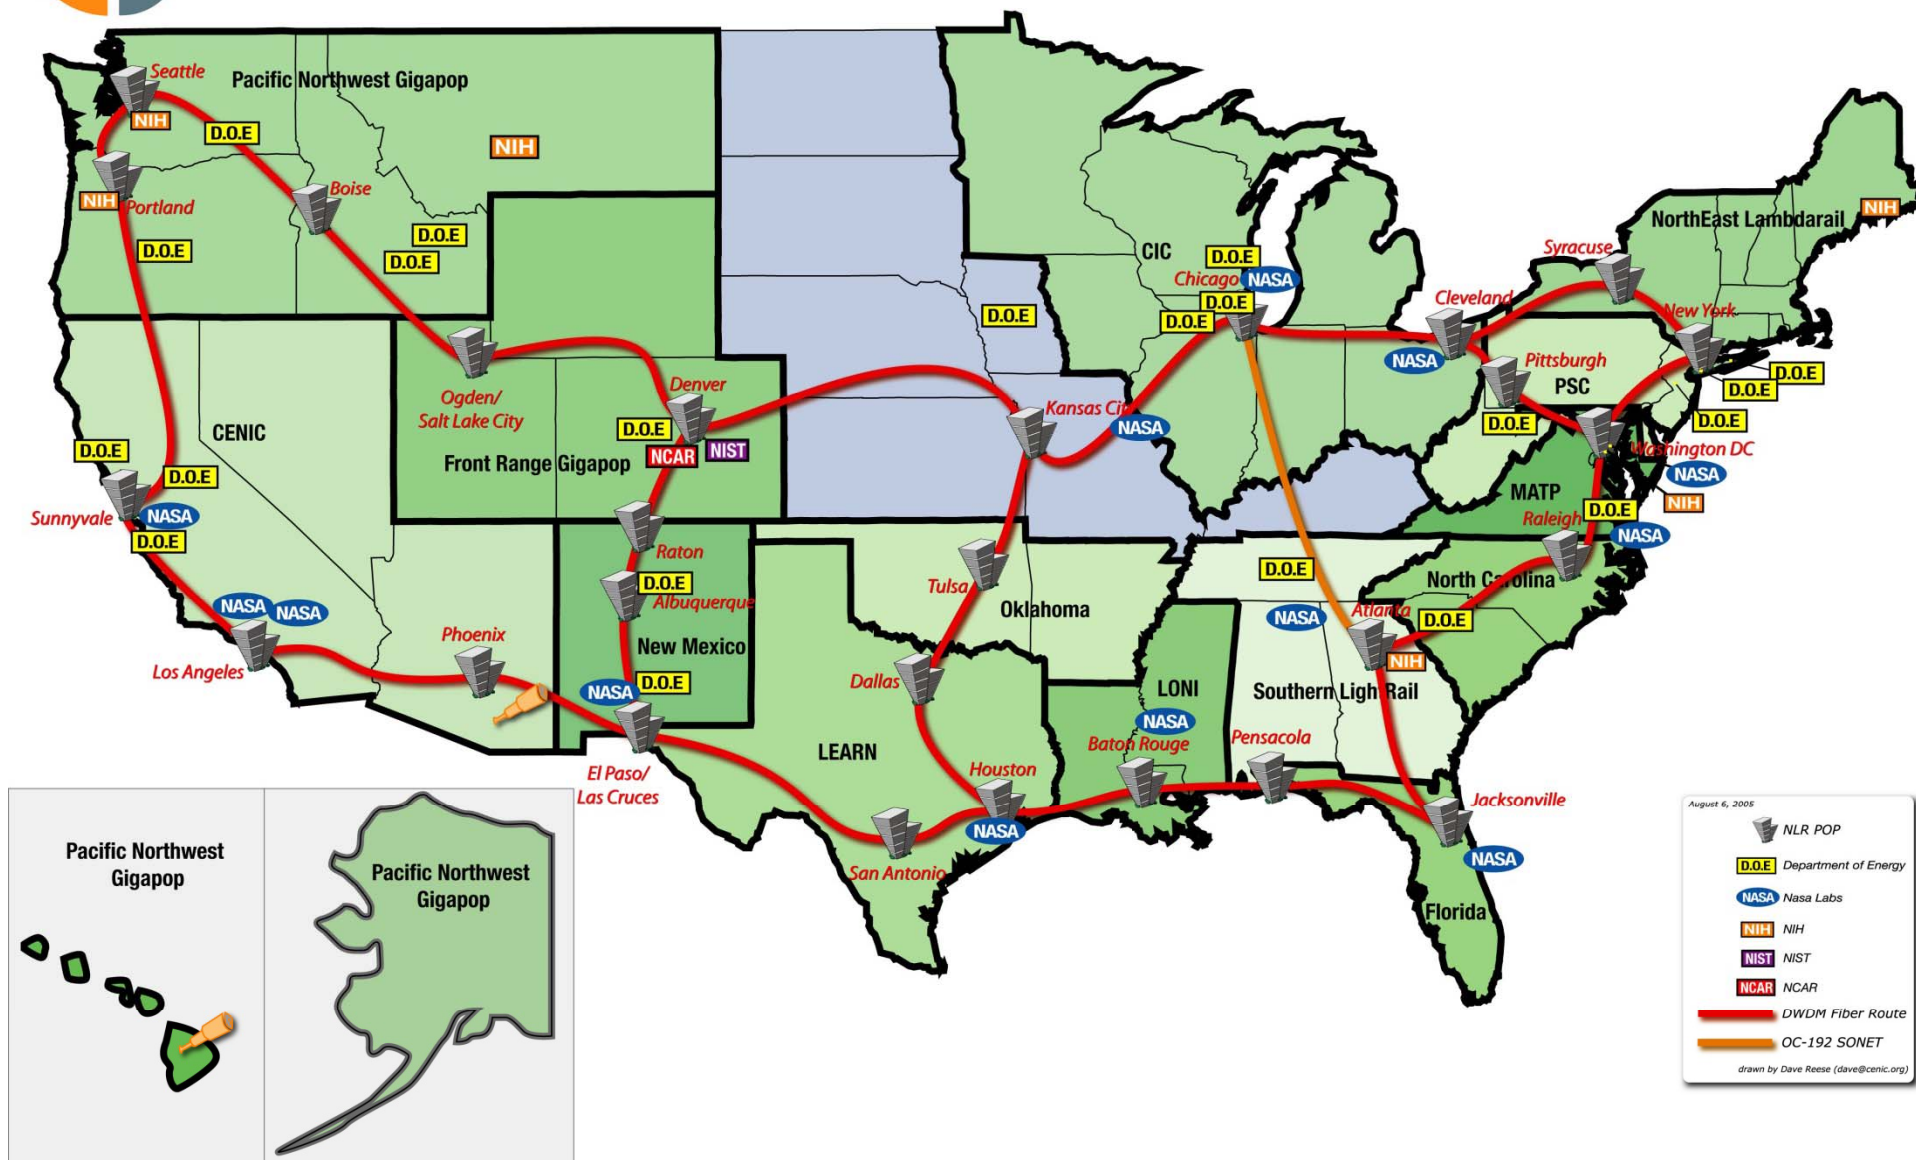 Seattle
Pacific Northwest Gigapop
NIH
D.O.E
NIH
Boise
NIH
Portland
D.O.E
D.O.E
D.O.E
Ogden/
Salt Lake City
Denver
D.O.E
NCAR
NIST
Front Range Gigapop
CENIC
D.O.E
D.O.E
Sunnyvale
NASA
D.O.E
NASA
NASA
Los Angeles
Phoenix
Raton
D.O.E
Albuquerque
New Mexico
NASA
D.O.E
El Paso/
Las Cruces
D.O.E
Kansas City
NASA
Tulsa
Oklahoma
Dallas
LEARN
Houston
NASA
San Antonio
CIC
D.O.E
Chicago
NASA
D.O.E
D.O.E
Cleveland
NASA
Syracuse
NorthEast Lambdarail
NIH
New York
Pittsburgh
PSC
D.O.E
D.O.E
D.O.E
D.O.E
Washington DC
NASA
NIH
MATP
D.O.E
Raleigh
NASA
North Carolina
D.O.E
D.O.E
NASA
Atlanta
NIH
Southern Ligh Rail
LONI
NASA
Baton Rouge
Pensacola
Jacksonville
NASA
Florida
Pacific Northwest
Gigapop
Pacific Northwest
Gigapop
August 6, 2005
NLR POP
D.O.E Department of Energy
NASA Nasa Labs
NIH NIH
NIST NIST
NCAR NCAR
DWDM Fiber Route
OC-192 SONET
drawn by Dave Reese (dave@cenic.org)